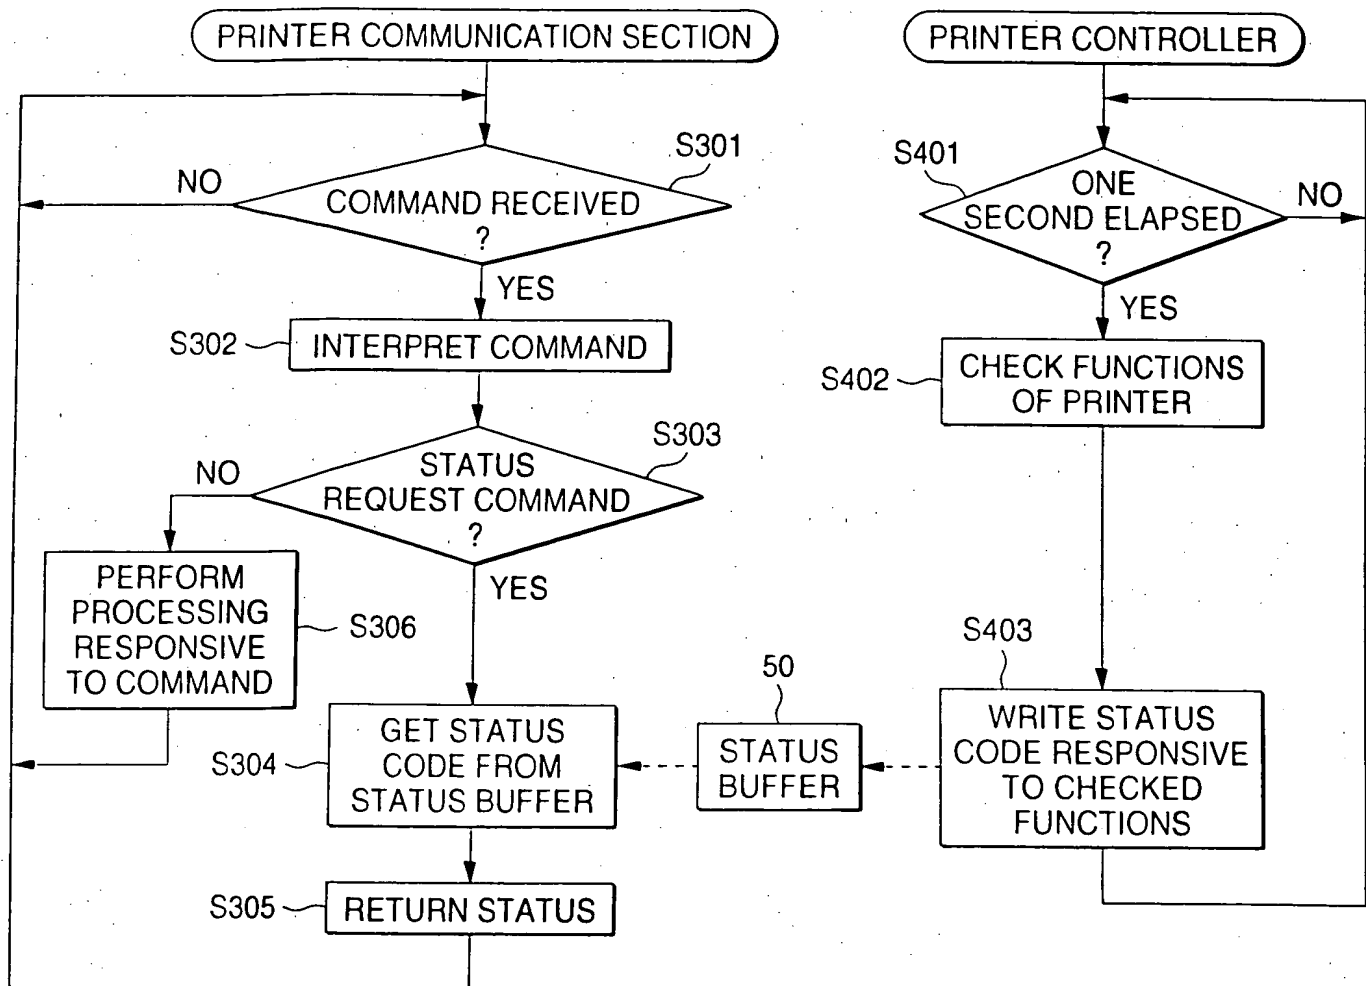 PRINTER COMMUNICATION SECTION
S301
NO
COMMAND RECEIVED
?
YES
S302
INTERPRET COMMAND
S303
NO
STATUS
REQUEST COMMAND
?
YES
PERFORM
PROCESSING
RESPONSIVE
TO COMMAND
S306
S304
GET STATUS
CODE FROM
STATUS BUFFER
S305
RETURN STATUS
50
STATUS
BUFFER
PRINTER CONTROLLER
S401
ONE
SECOND ELAPSED
?
NO
YES
S402
CHECK FUNCTIONS
OF PRINTER
S403
WRITE STATUS
CODE RESPONSIVE
TO CHECKED
FUNCTIONS